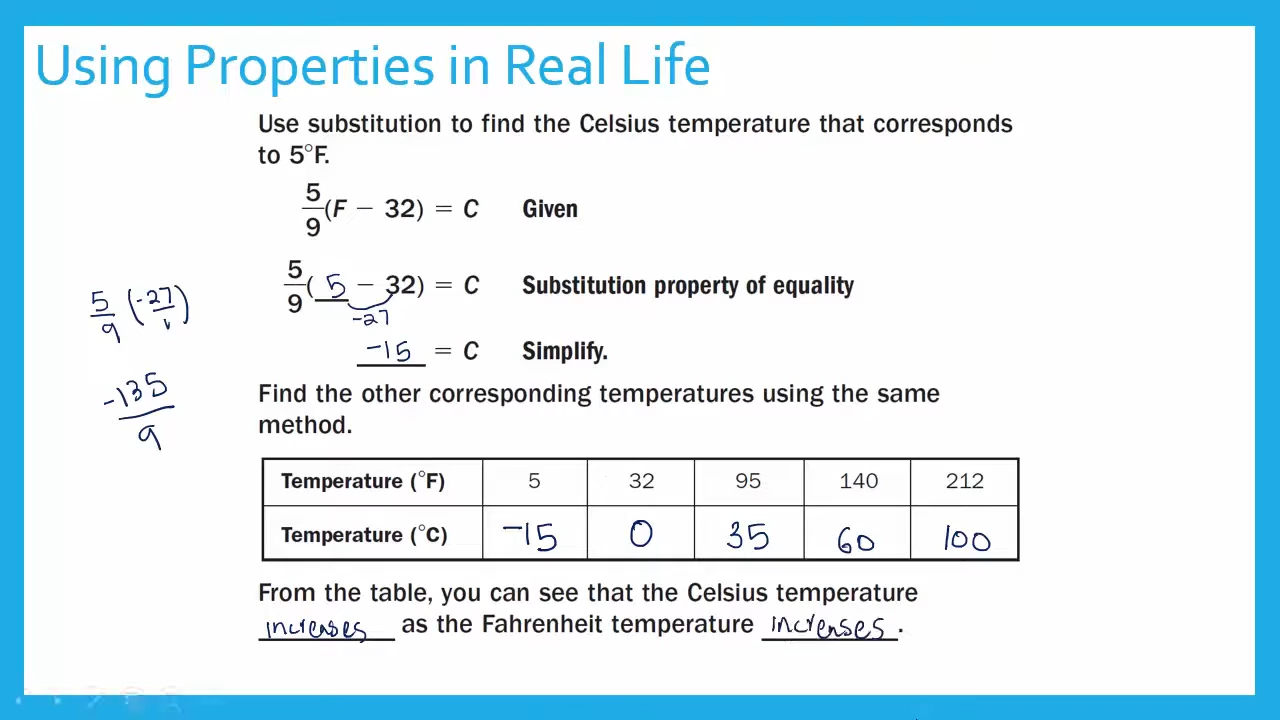 Using Properties in Real Life
Use substitution to find the Celsius temperature that corresponds
to 5°F.
5/9(F − 32) = C Given
5/9(5 − 32) = C Substitution property of equality
-27
5/9 (-27/1)
-15 = C Simplify.
-135/9
Find the other corresponding temperatures using the same
method.
Temperature (°F) 5 32 95 140 212
Temperature (°C) -15 0 35 60 100
From the table, you can see that the Celsius temperature
increases as the Fahrenheit temperature increases.